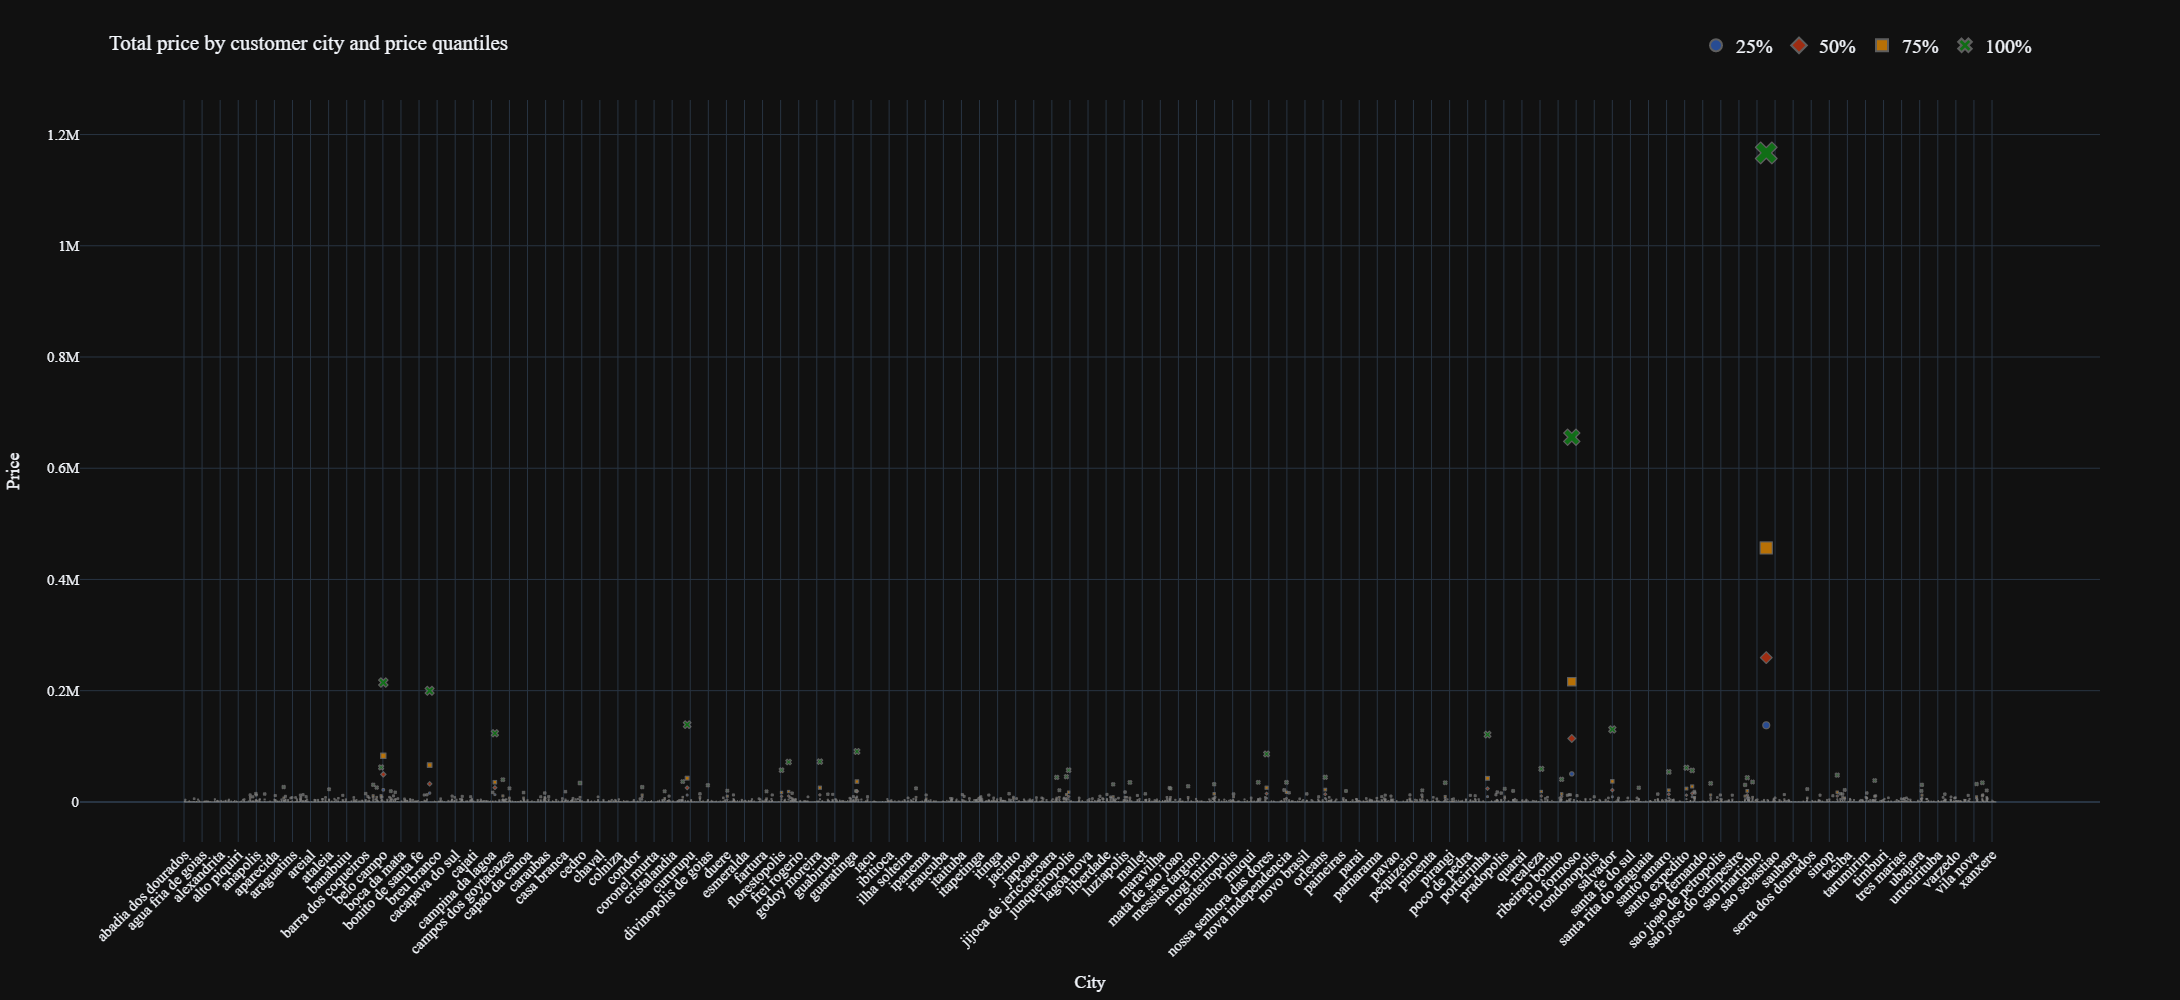 Total price by customer city and price quantiles
25%
50%
75%
100%
1.2M
1M
0.8M
0.6M
0.4M
0.2M
0
Price
abadia dos dourados
agua fria de goias
alexandrita
alto piquiri
anapolis
aparecida
araguatins
areial
ataleia
banabuiu
barra dos coqueiros
belo campo
boca da mata
bonito de santa fe
breu branco
cacapava do sul
cajati
campina da lagoa
campos dos goytacazes
capao da canoa
caraibas
casa branca
cedro
chaval
colniza
condor
coronel murta
cristalandia
currupu
divinopolis de goias
duere
esmeralda
fartura
florestopolis
frei rogerio
godoy moreira
guabiruba
guaratinga
iacu
ibitioca
ilha solteira
ipanema
irauçuba
itaituba
itapetinga
itinga
jacinto
japoata
jijoca de jericoacoara
junqueiropolis
lagoa nova
liberdade
luziapolis
mallet
maravilha
mata de sao joao
messias targino
mogi mirim
monteiropolis
muqui
nossa senhora das dores
nova independencia
novo brasil
orleans
paineiras
parai
parnarama
pavao
pequizeiro
pimenta
pirangi
poco de pedra
porteirinha
pradopolis
quarai
realeza
ribeirao bonito
rio formoso
rondonopolis
salvador
santa fe do sul
santa rita do araguaia
santo amaro
santo expedito
sao fernando
sao joao de petropolis
sao jose do campestre
sao martinho
sao sebastiao
saubara
serra dos dourados
sinop
taciba
tarumirim
timburi
tres marias
ubajara
urucurituba
varzedo
vila nova
xanxere
City